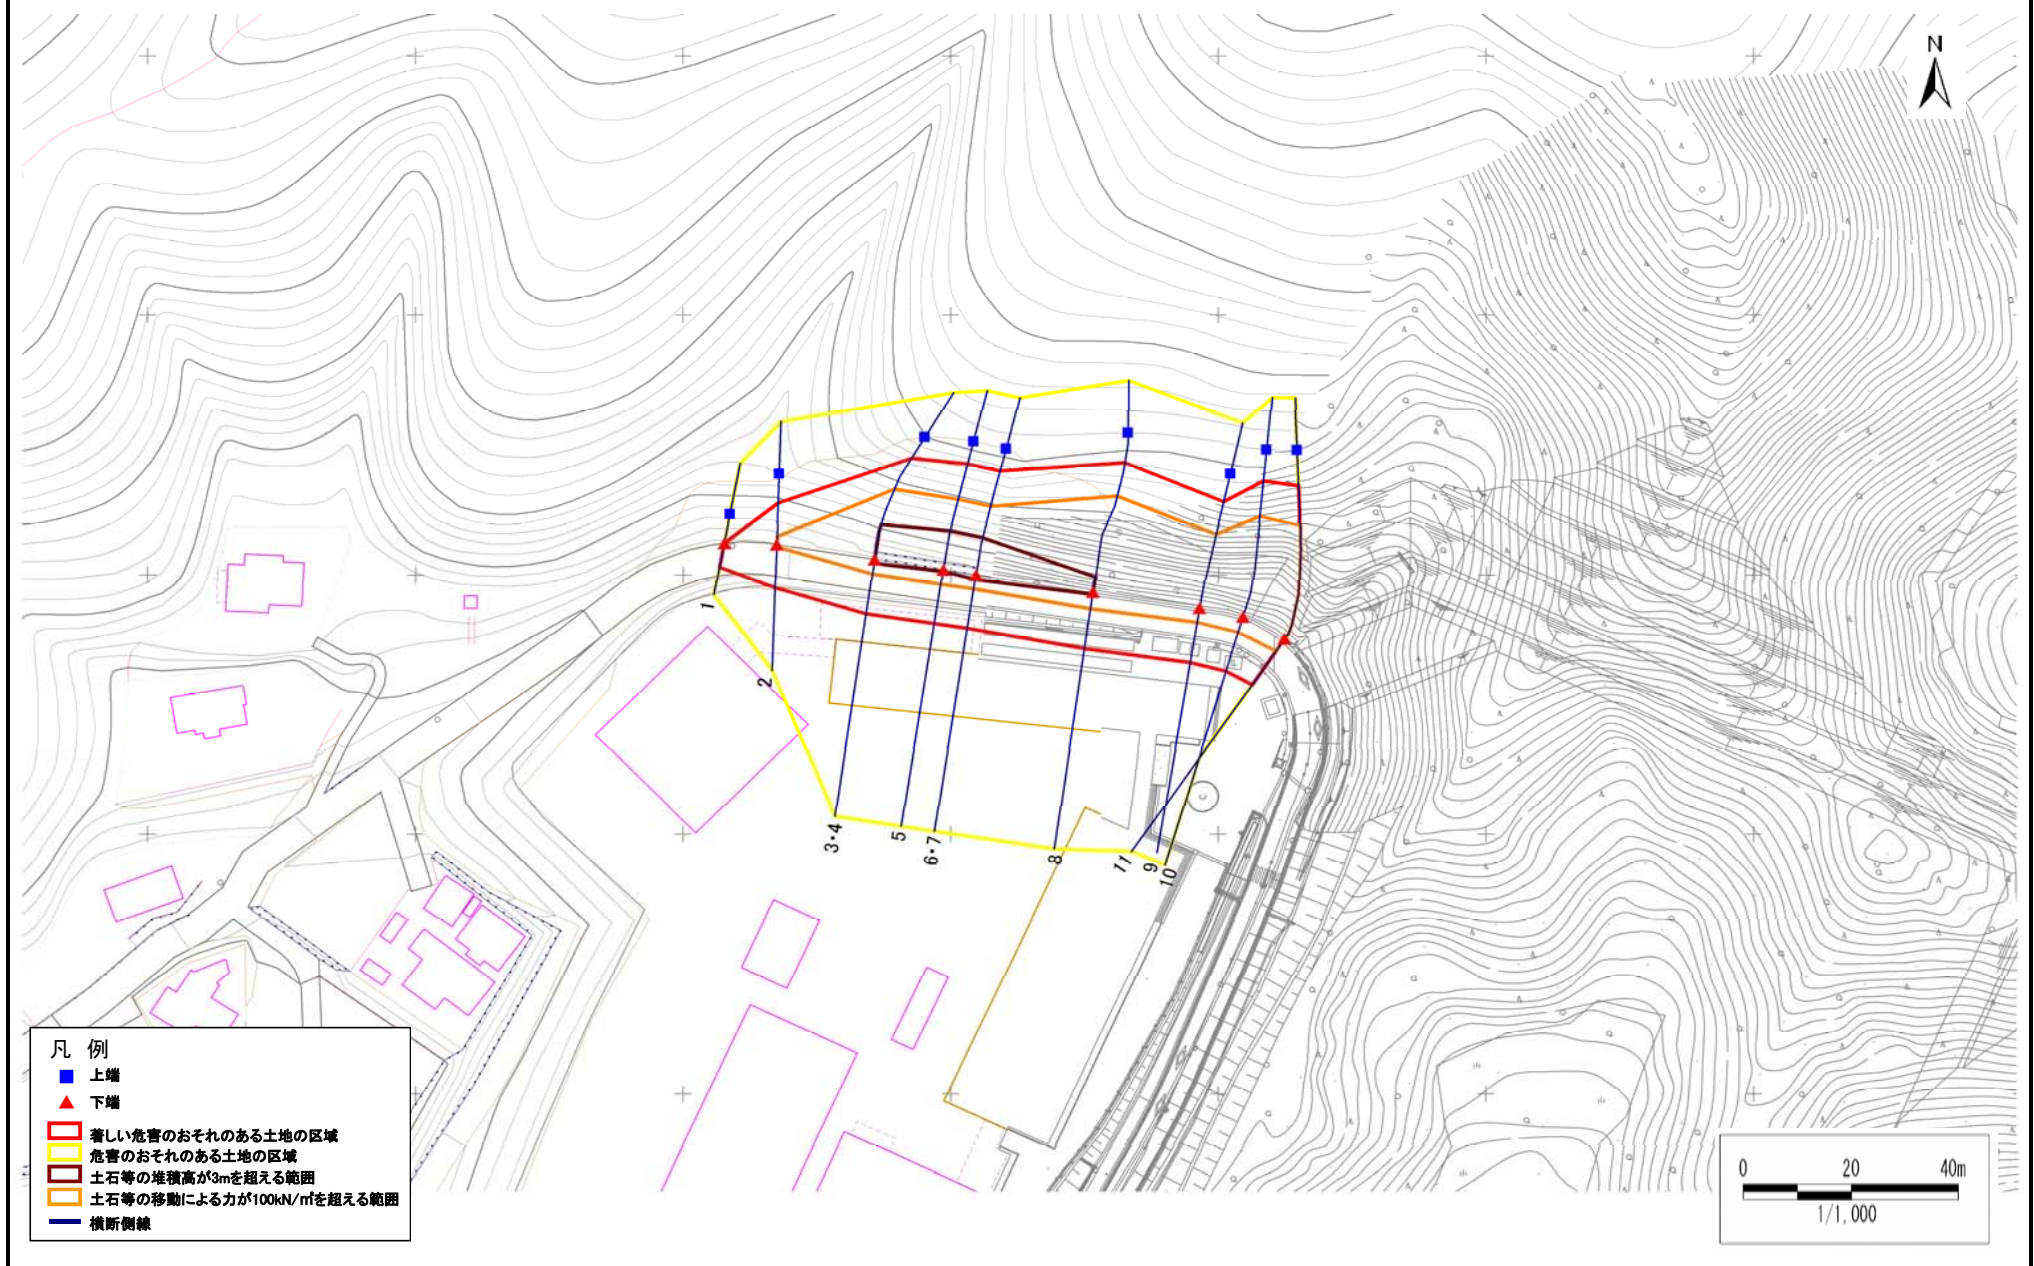 N
1
2
3・4
5
6・7
8
11
9
10
凡 例
上端
下端
著しい危害のおそれのある土地の区域
危害のおそれのある土地の区域
土石等の堆積高が3mを超える範囲
土石等の移動による力が100kN/㎡を超える範囲
横断側線
0 20 40m
1/1,000